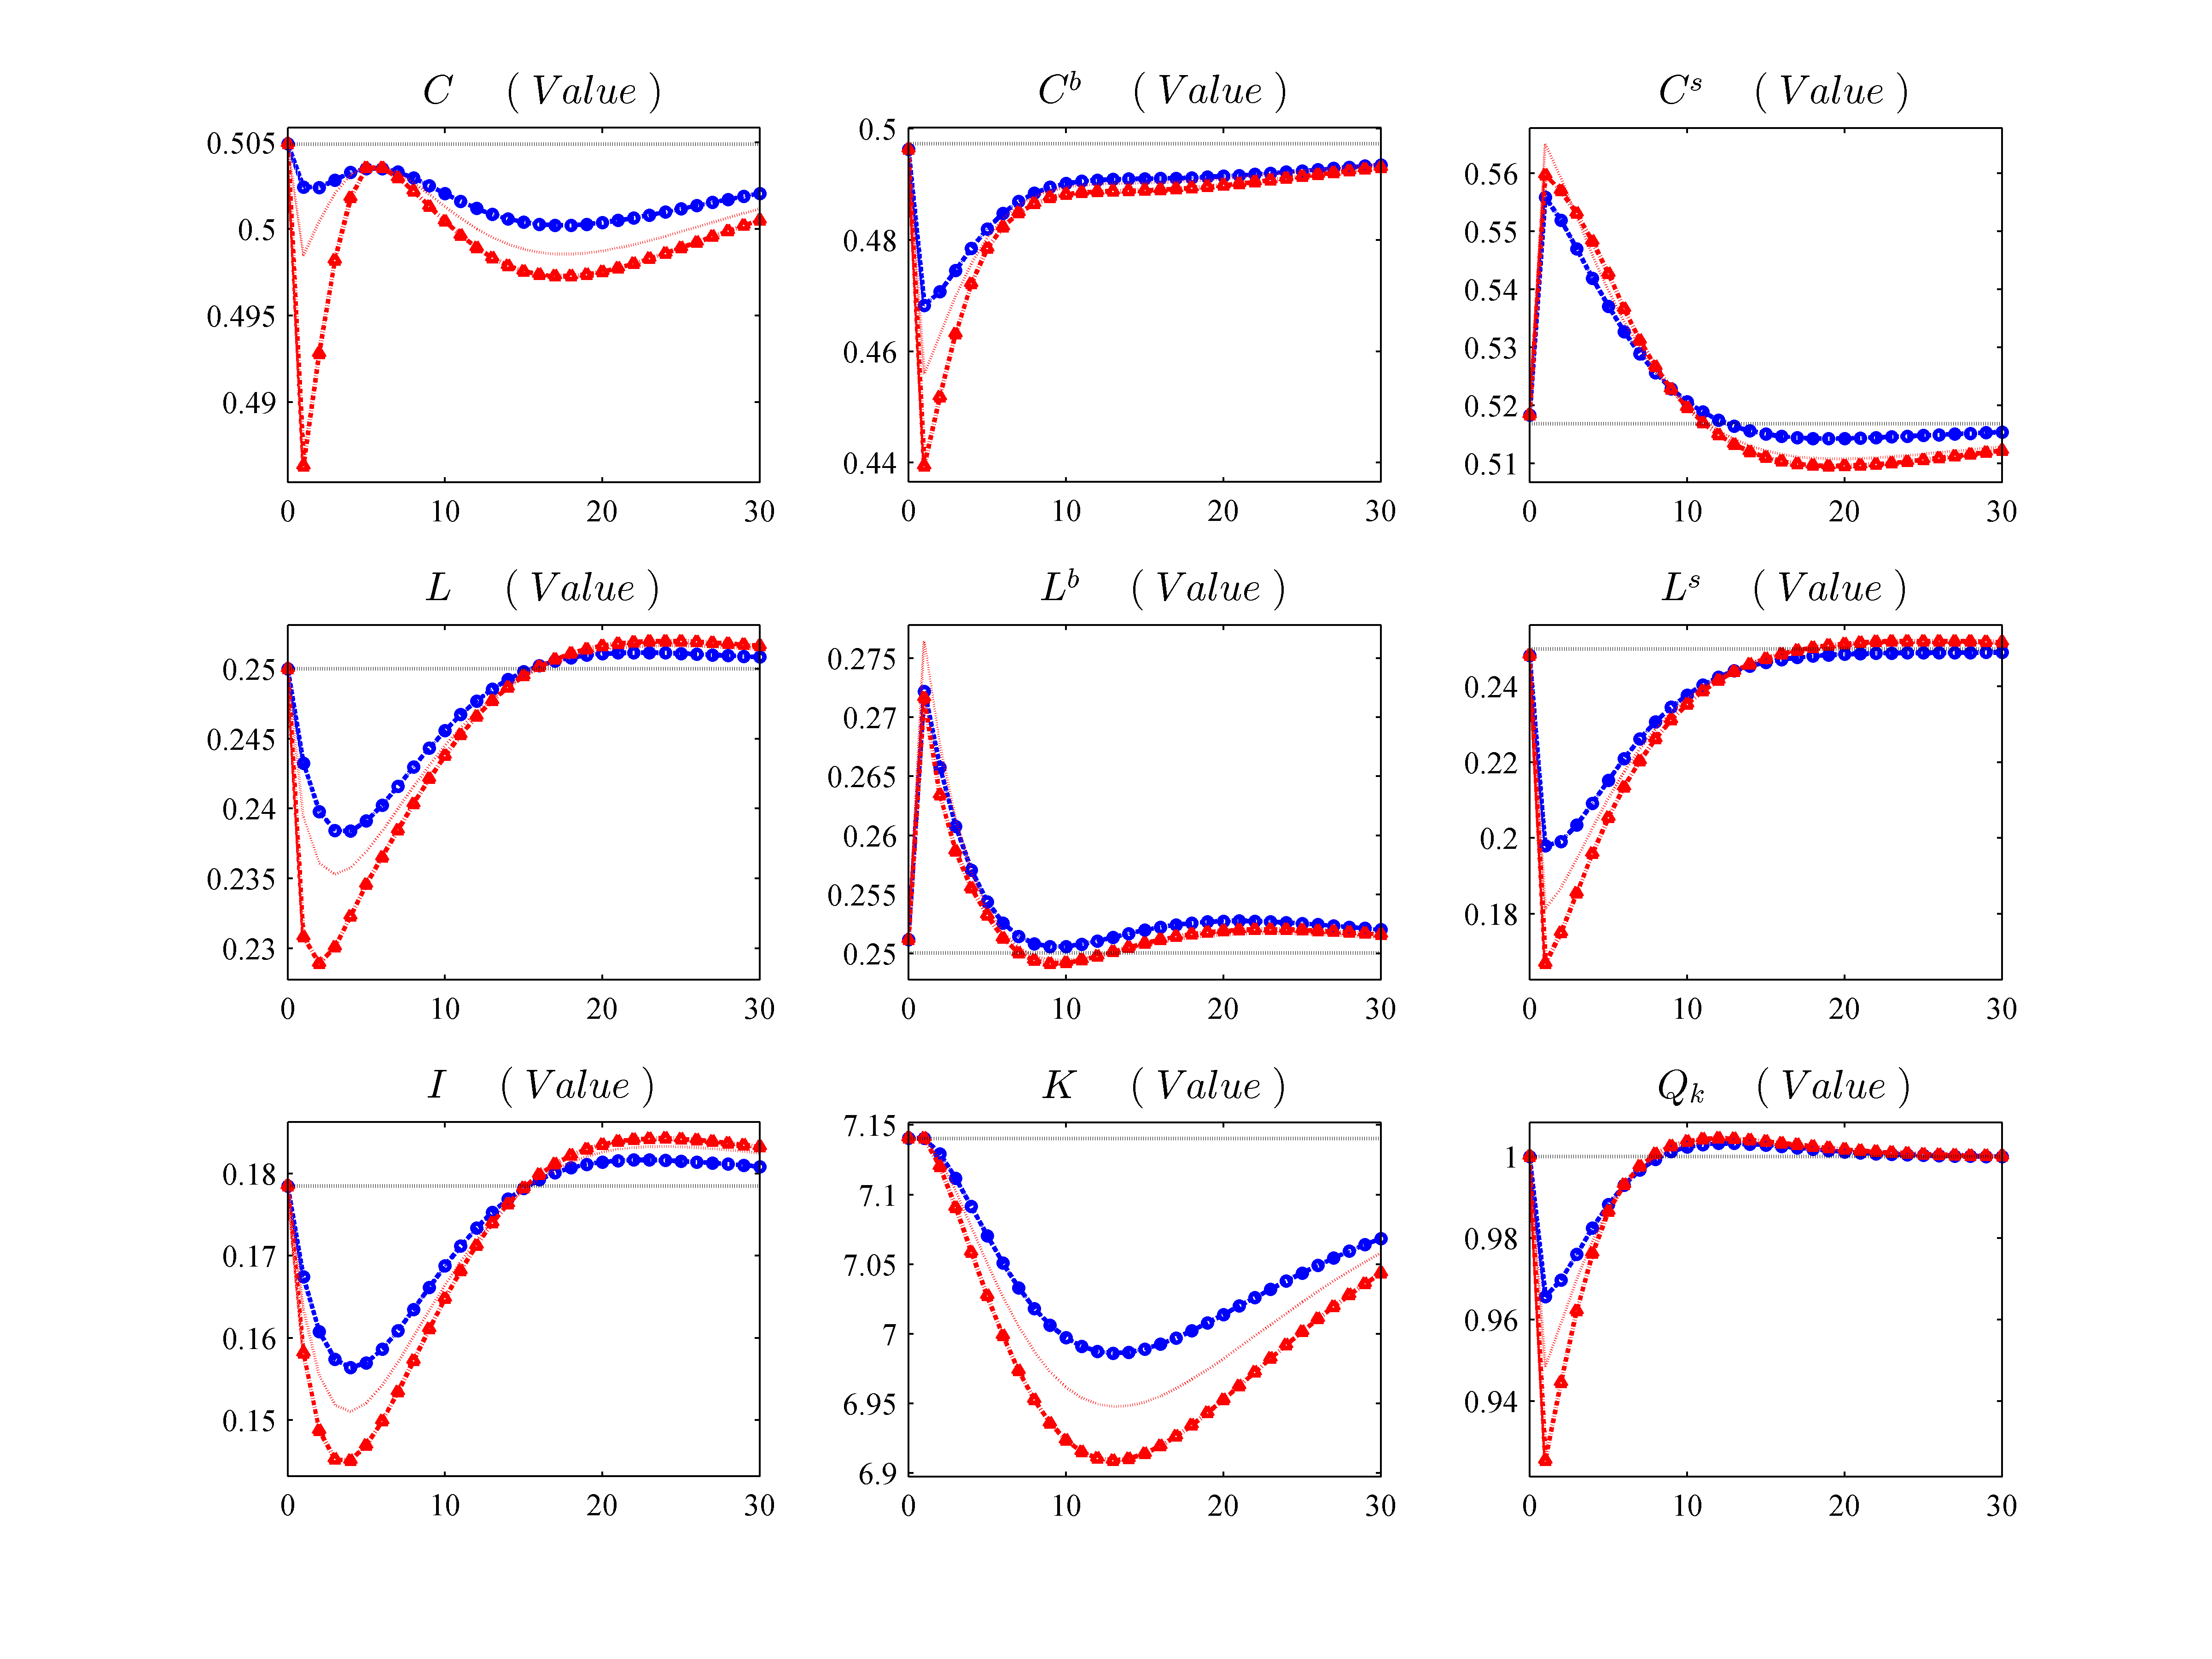 C ( Value )
0.505
0.5
0.495
0.49
0 10 20 30
C^b ( Value )
0.5
0.48
0.46
0.44
0 10 20 30
C^s ( Value )
0.56
0.55
0.54
0.53
0.52
0.51
0 10 20 30
L ( Value )
0.25
0.245
0.24
0.235
0.23
0 10 20 30
L^b ( Value )
0.275
0.27
0.265
0.26
0.255
0.25
0 10 20 30
L^s ( Value )
0.24
0.22
0.2
0.18
0 10 20 30
I ( Value )
0.18
0.17
0.16
0.15
0 10 20 30
K ( Value )
7.15
7.1
7.05
7
6.95
6.9
0 10 20 30
Q_k ( Value )
1
0.98
0.96
0.94
0 10 20 30